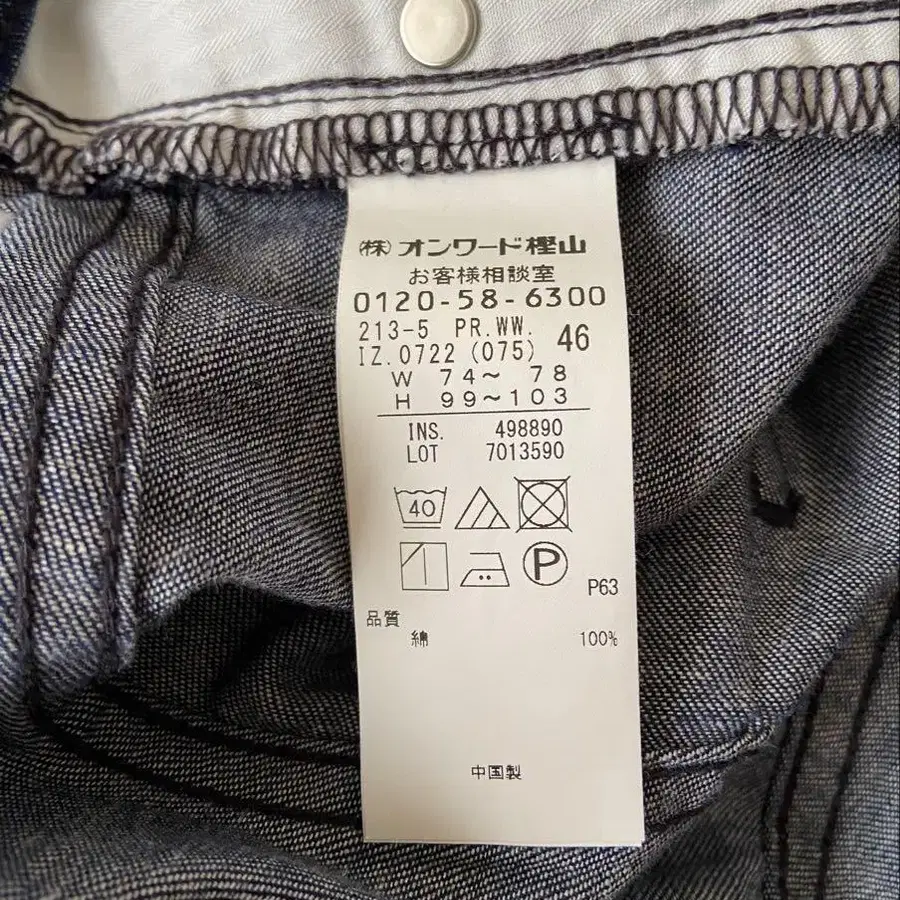 (株)オンワード樫山
お客様相談室
0120-58-6300
213-5 PR.WW. 46
IZ.0722 (075)
W 74～ 78
H 99～103
INS. 498890
LOT 7013590
40
P
P63
品質
綿 100%
中国製